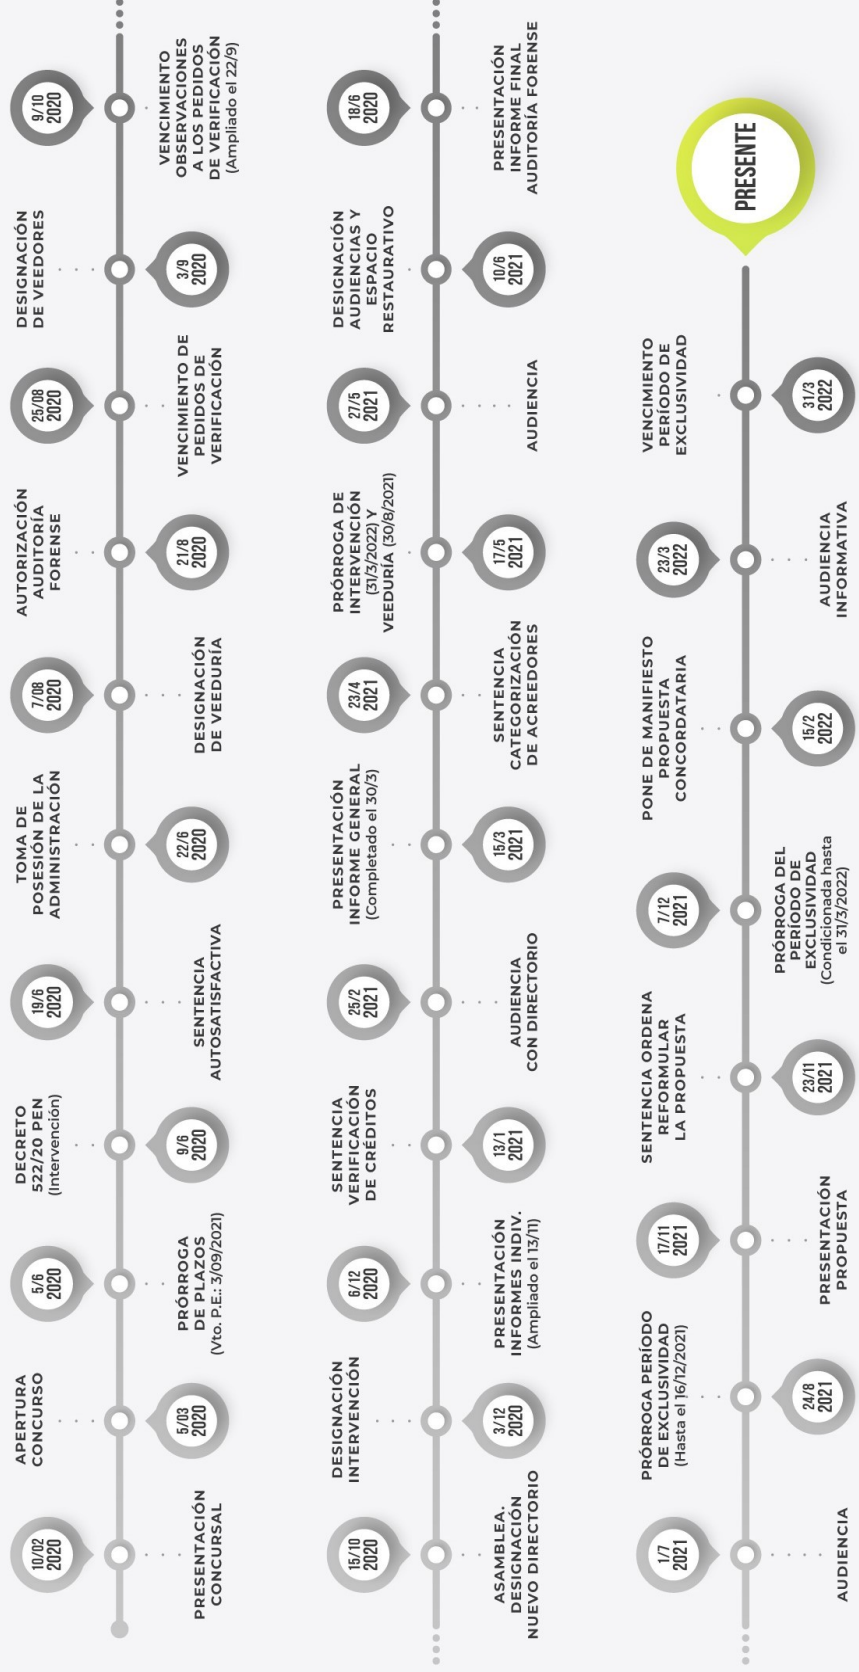 10/02
2020
PRESENTACIÓN
CONCURSAL
5/03
2020
APERTURA
CONCURSO
5/6
2020
PRÓRROGA
DE PLAZOS
(Vto. P.E.: 3/09/2021)
9/6
2020
DECRETO
522/20 PEN
(Intervención)
19/6
2020
SENTENCIA
AUTOSATISFACTIVA
22/6
2020
TOMA DE
POSESIÓN DE LA
ADMINISTRACIÓN
7/08
2020
DESIGNACIÓN
DE VEEDURÍA
21/8
2020
AUTORIZACIÓN
AUDITORÍA
FORENSE
25/08
2020
VENCIMIENTO DE
PEDIDOS DE
VERIFICACIÓN
3/9
2020
DESIGNACIÓN
DE VEEDORES
9/10
2020
VENCIMIENTO
OBSERVACIONES
A LOS PEDIDOS
DE VERIFICACIÓN
(Ampliado el 22/9)
15/10
2020
ASAMBLEA.
DESIGNACIÓN
NUEVO DIRECTORIO
3/12
2020
DESIGNACIÓN
INTERVENCIÓN
6/12
2020
PRESENTACIÓN
INFORMES INDIV.
(Ampliado el 13/11)
13/1
2021
SENTENCIA
VERIFICACIÓN
DE CRÉDITOS
25/2
2021
AUDIENCIA
CON DIRECTORIO
15/3
2021
PRESENTACIÓN
INFORME GENERAL
(Completado el 30/3)
23/4
2021
SENTENCIA
CATEGORIZACIÓN
DE ACREEDORES
17/5
2021
PRÓRROGA DE
INTERVENCIÓN
(31/3/2022) Y
VEEDURÍA (30/8/2021)
27/5
2021
AUDIENCIA
10/6
2021
DESIGNACIÓN
AUDIENCIAS Y
ESPACIO
RESTAURATIVO
18/6
2020
PRESENTACIÓN
INFORME FINAL
AUDITORÍA FORENSE
1/7
2021
AUDIENCIA
24/8
2021
PRÓRROGA PERÍODO
DE EXCLUSIVIDAD
(Hasta el 16/12/2021)
17/11
2021
PRESENTACIÓN
PROPUESTA
23/11
2021
SENTENCIA ORDENA
REFORMULAR
LA PROPUESTA
7/12
2021
PRÓRROGA DEL
PERÍODO DE
EXCLUSIVIDAD
(Condicionada hasta
el 31/3/2022)
15/2
2022
PONE DE MANIFIESTO
PROPUESTA
CONCORDATARIA
23/3
2022
AUDIENCIA
INFORMATIVA
31/3
2022
VENCIMIENTO
PERÍODO DE
EXCLUSIVIDAD
PRESENTE